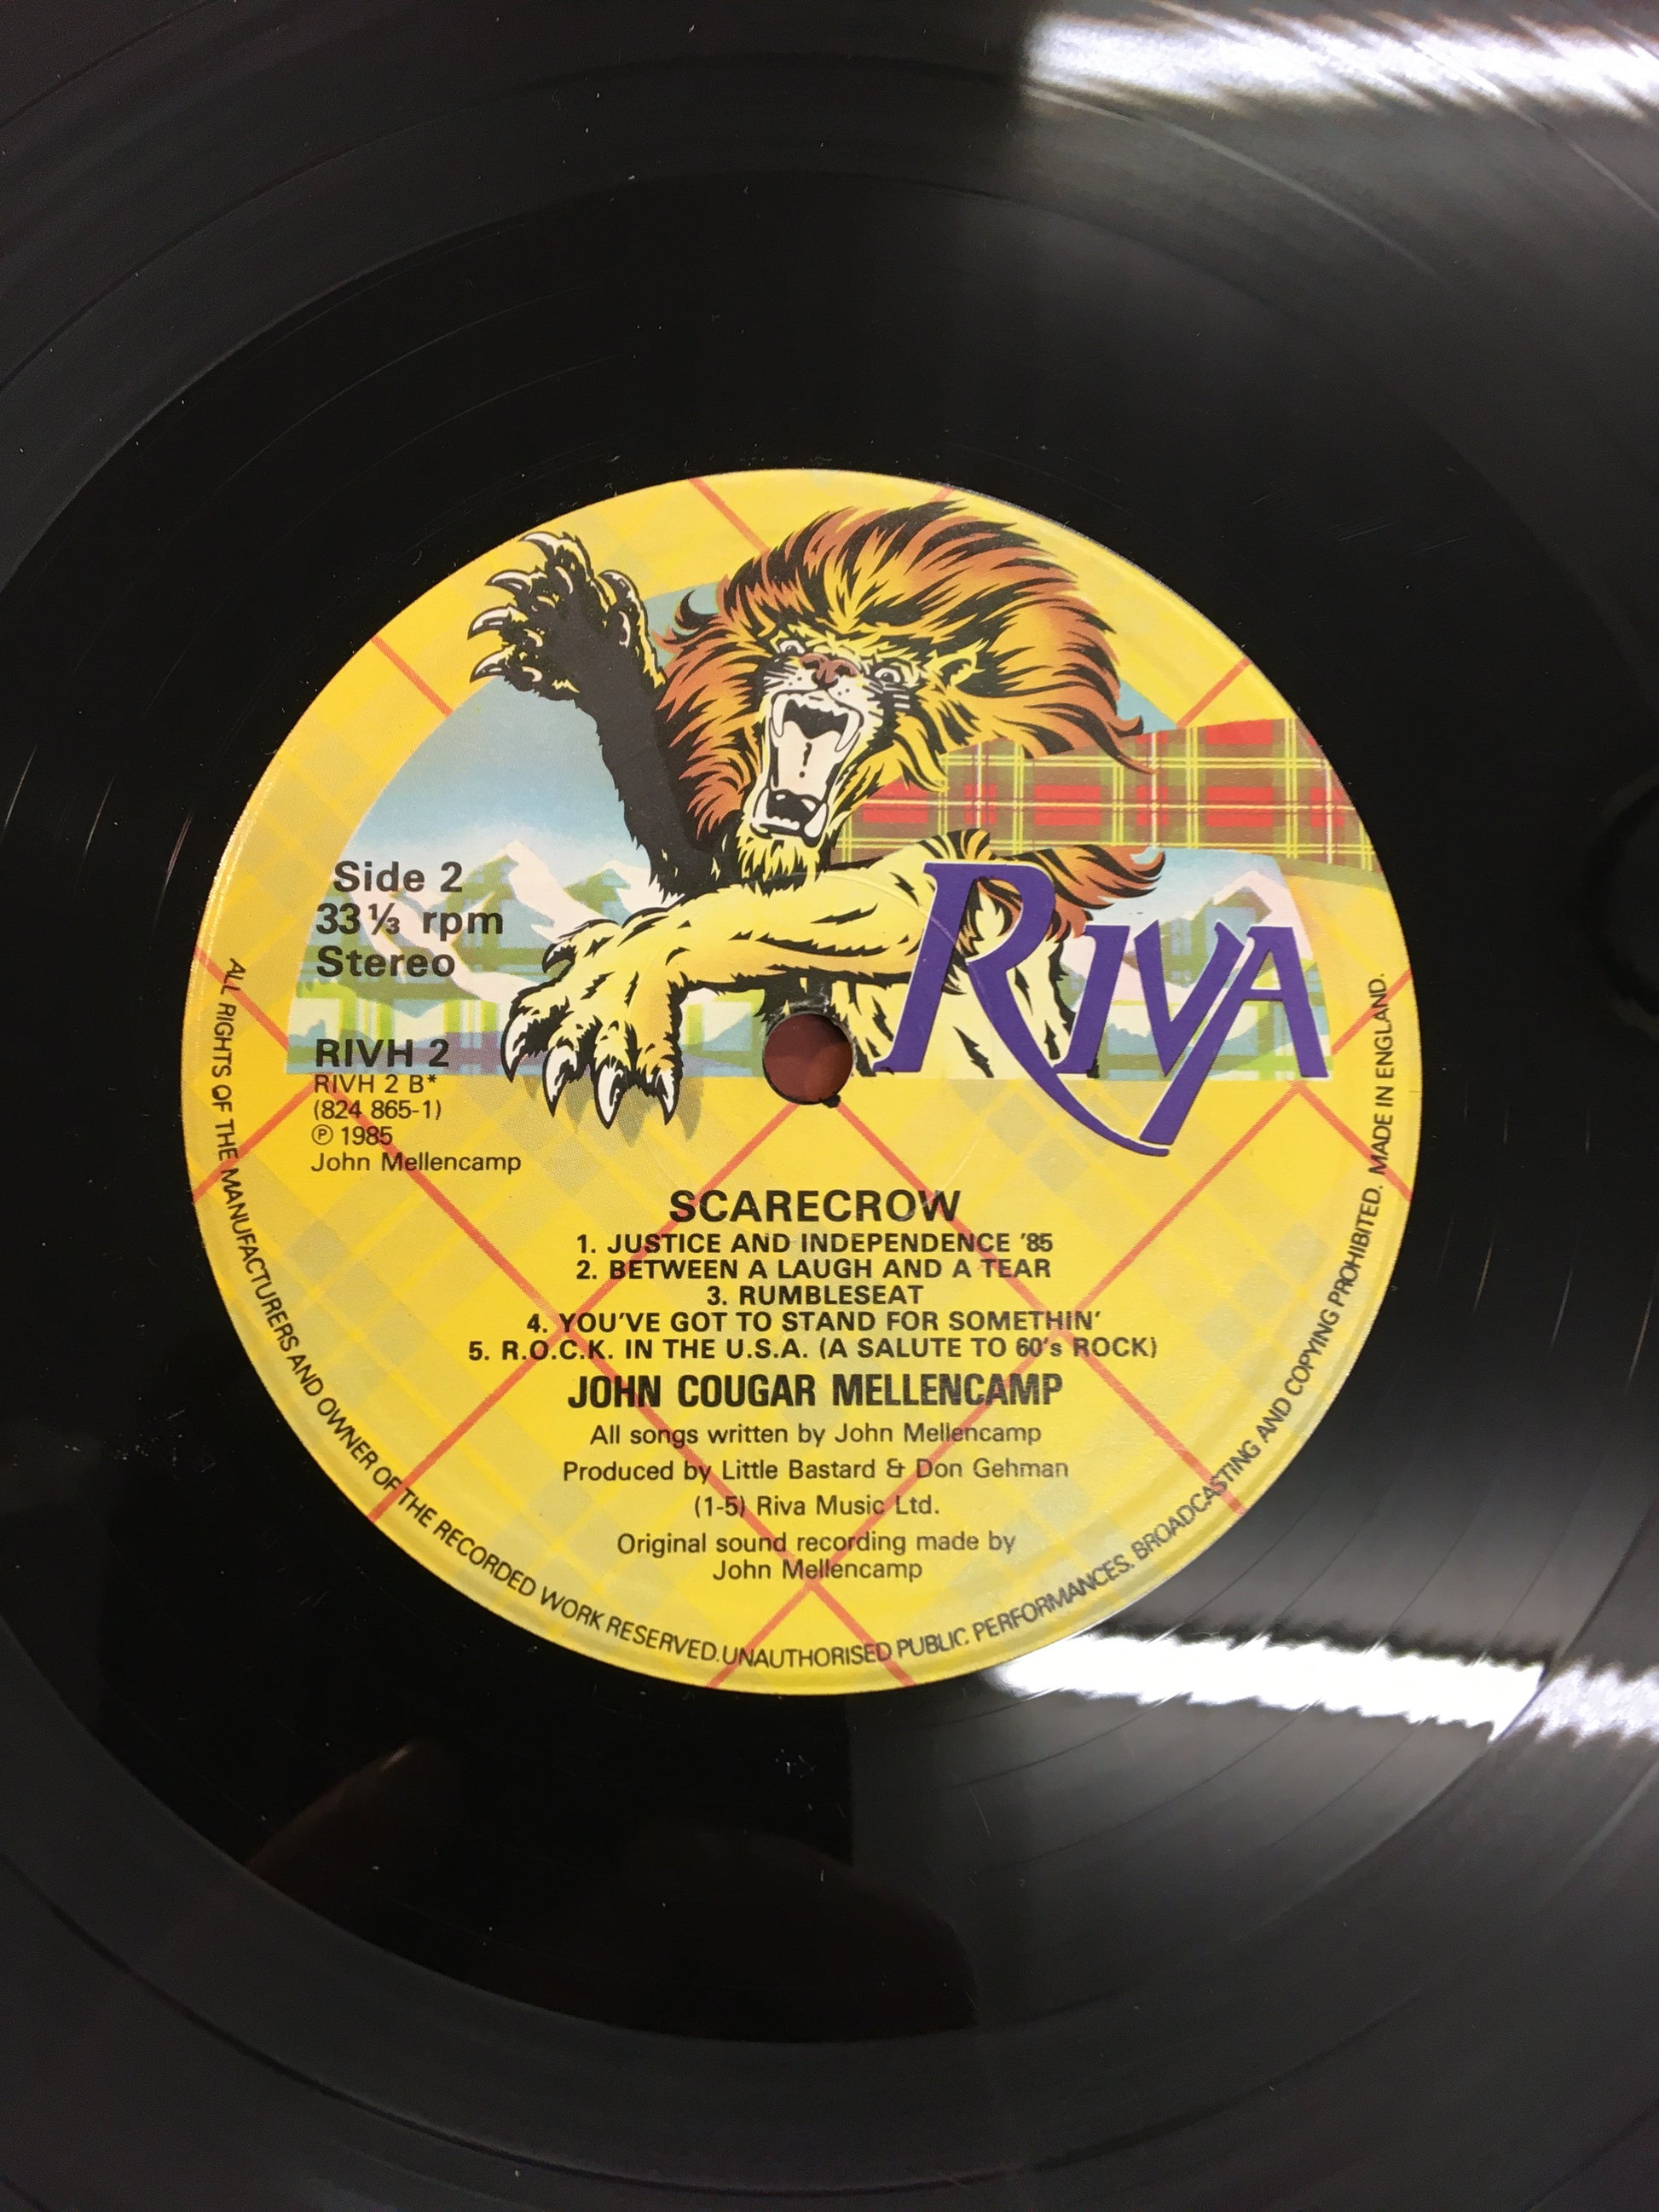 Side 2
33⅓ rpm
Stereo
RIVA
RIVH 2
RIVH 2 B*
(824 865-1)
℗ 1985
John Mellencamp
SCARECROW
1. JUSTICE AND INDEPENDENCE '85
2. BETWEEN A LAUGH AND A TEAR
3. RUMBLESEAT
4. YOU'VE GOT TO STAND FOR SOMETHIN'
5. R.O.C.K. IN THE U.S.A. (A SALUTE TO 60's ROCK)
JOHN COUGAR MELLENCAMP
All songs written by John Mellencamp
Produced by Little Bastard & Don Gehman
(1-5) Riva Music Ltd.
Original sound recording made by
John Mellencamp
ALL RIGHTS OF THE MANUFACTURERS AND OWNER OF THE RECORDED WORK RESERVED. UNAUTHORISED PUBLIC. PERFORMANCES. BROADCASTING AND COPYING PROHIBITED. MADE IN ENGLAND.